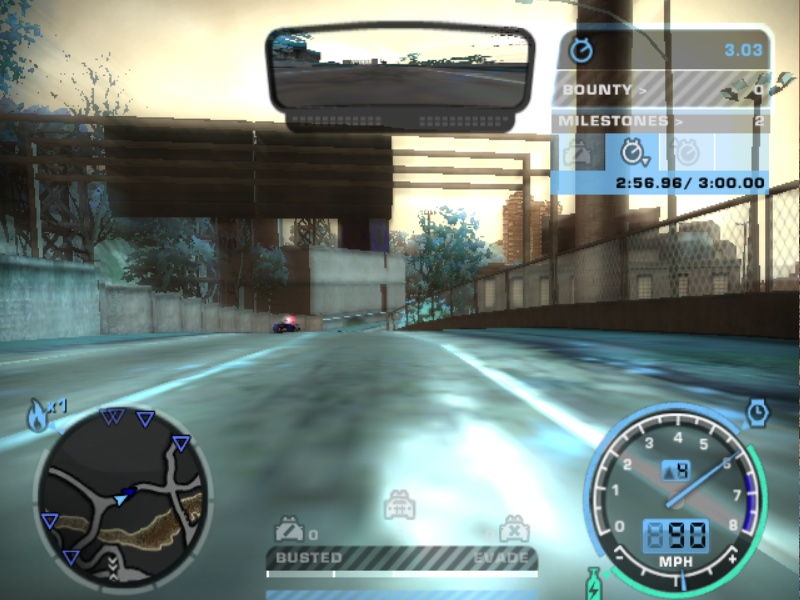 3.03
BOUNTY > 0
MILESTONES > 2
2:56.96/ 3:00.00
x1
0 1 2 3 4 5 6 7 8
4
90
MPH
0
BUSTED EVADE